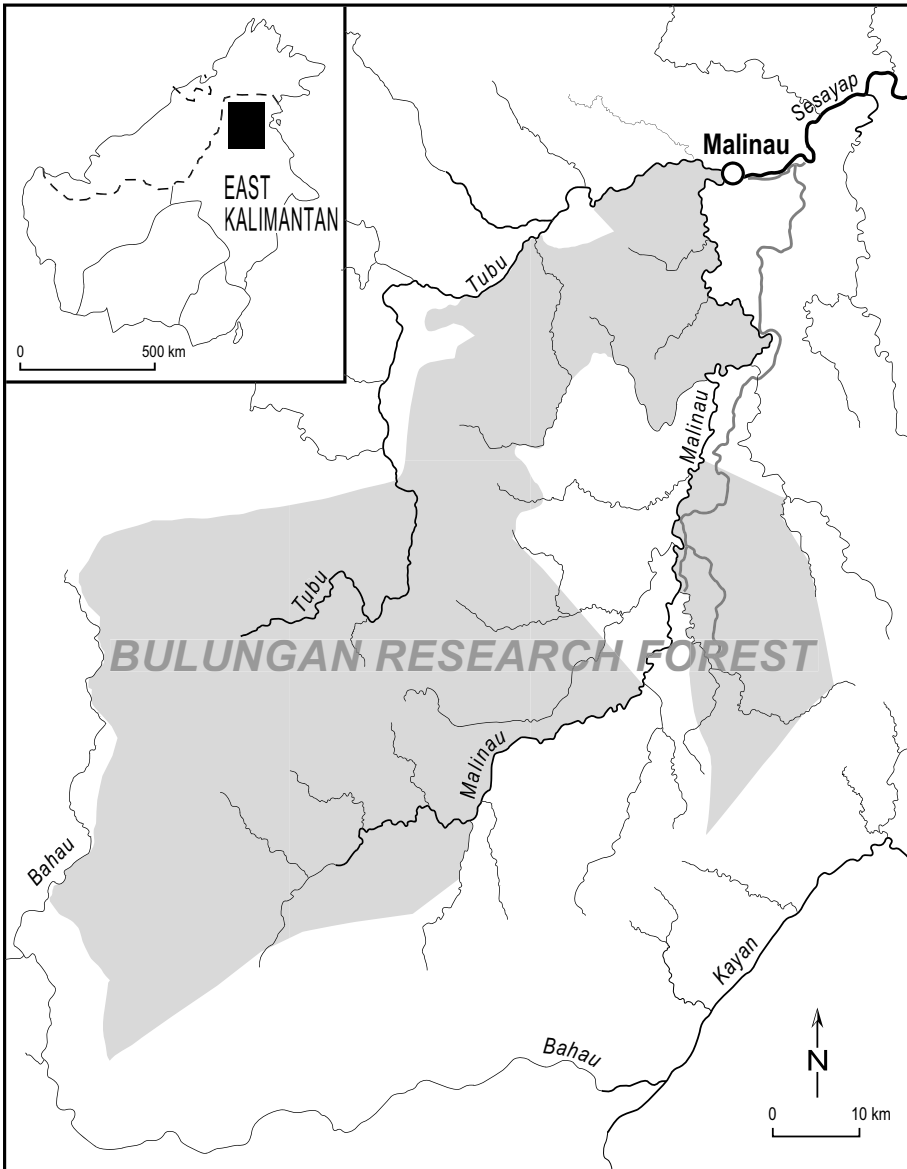 EAST
KALIMANTAN
0 500 km
Sesayap
Malinau
Tubu
Malinau
Tubu
BULUNGAN RESEARCH FOREST
Malinau
Bahau
Kayan
Bahau
N
0 10 km